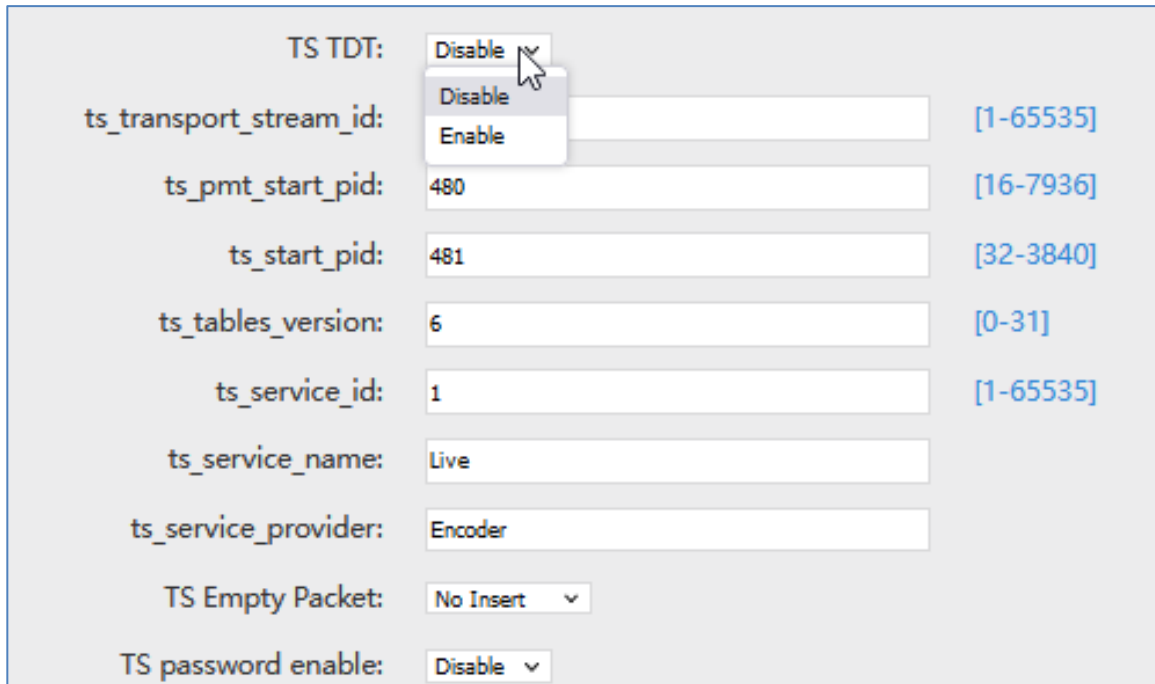 TS TDT: Disable
Disable
Enable
ts_transport_stream_id: [1-65535]
ts_pmt_start_pid: 480 [16-7936]
ts_start_pid: 481 [32-3840]
ts_tables_version: 6 [0-31]
ts_service_id: 1 [1-65535]
ts_service_name: Live
ts_service_provider: Encoder
TS Empty Packet: No Insert
TS password enable: Disable